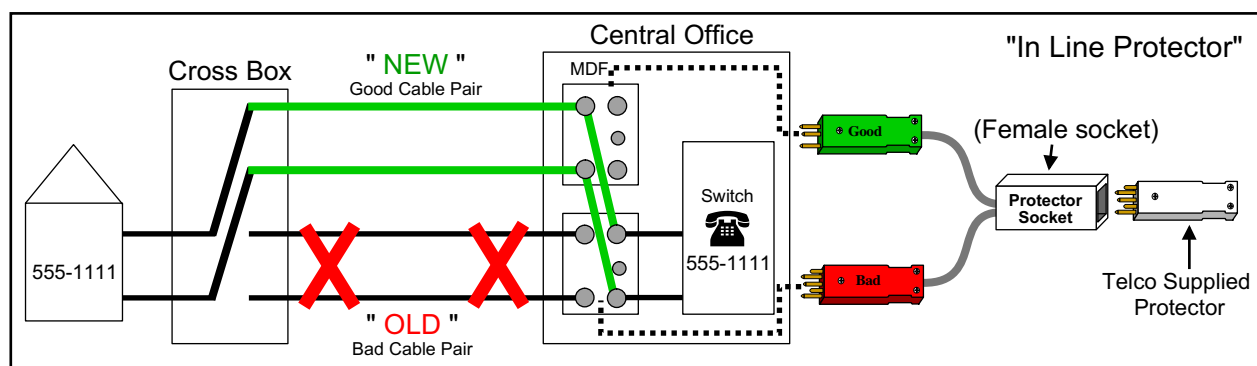 Central Office
"In Line Protector"
Cross Box
" NEW "
Good Cable Pair
MDF
Good
(Female socket)
Protector
Socket
Switch
555-1111
555-1111
Bad
Telco Supplied
Protector
" OLD "
Bad Cable Pair